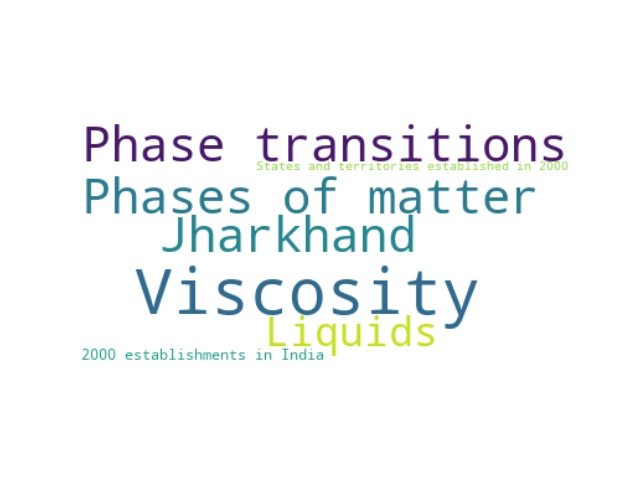 Phase transitions
States and territories established in 2000
Phases of matter
Jharkhand
Viscosity
Liquids
2000 establishments in India